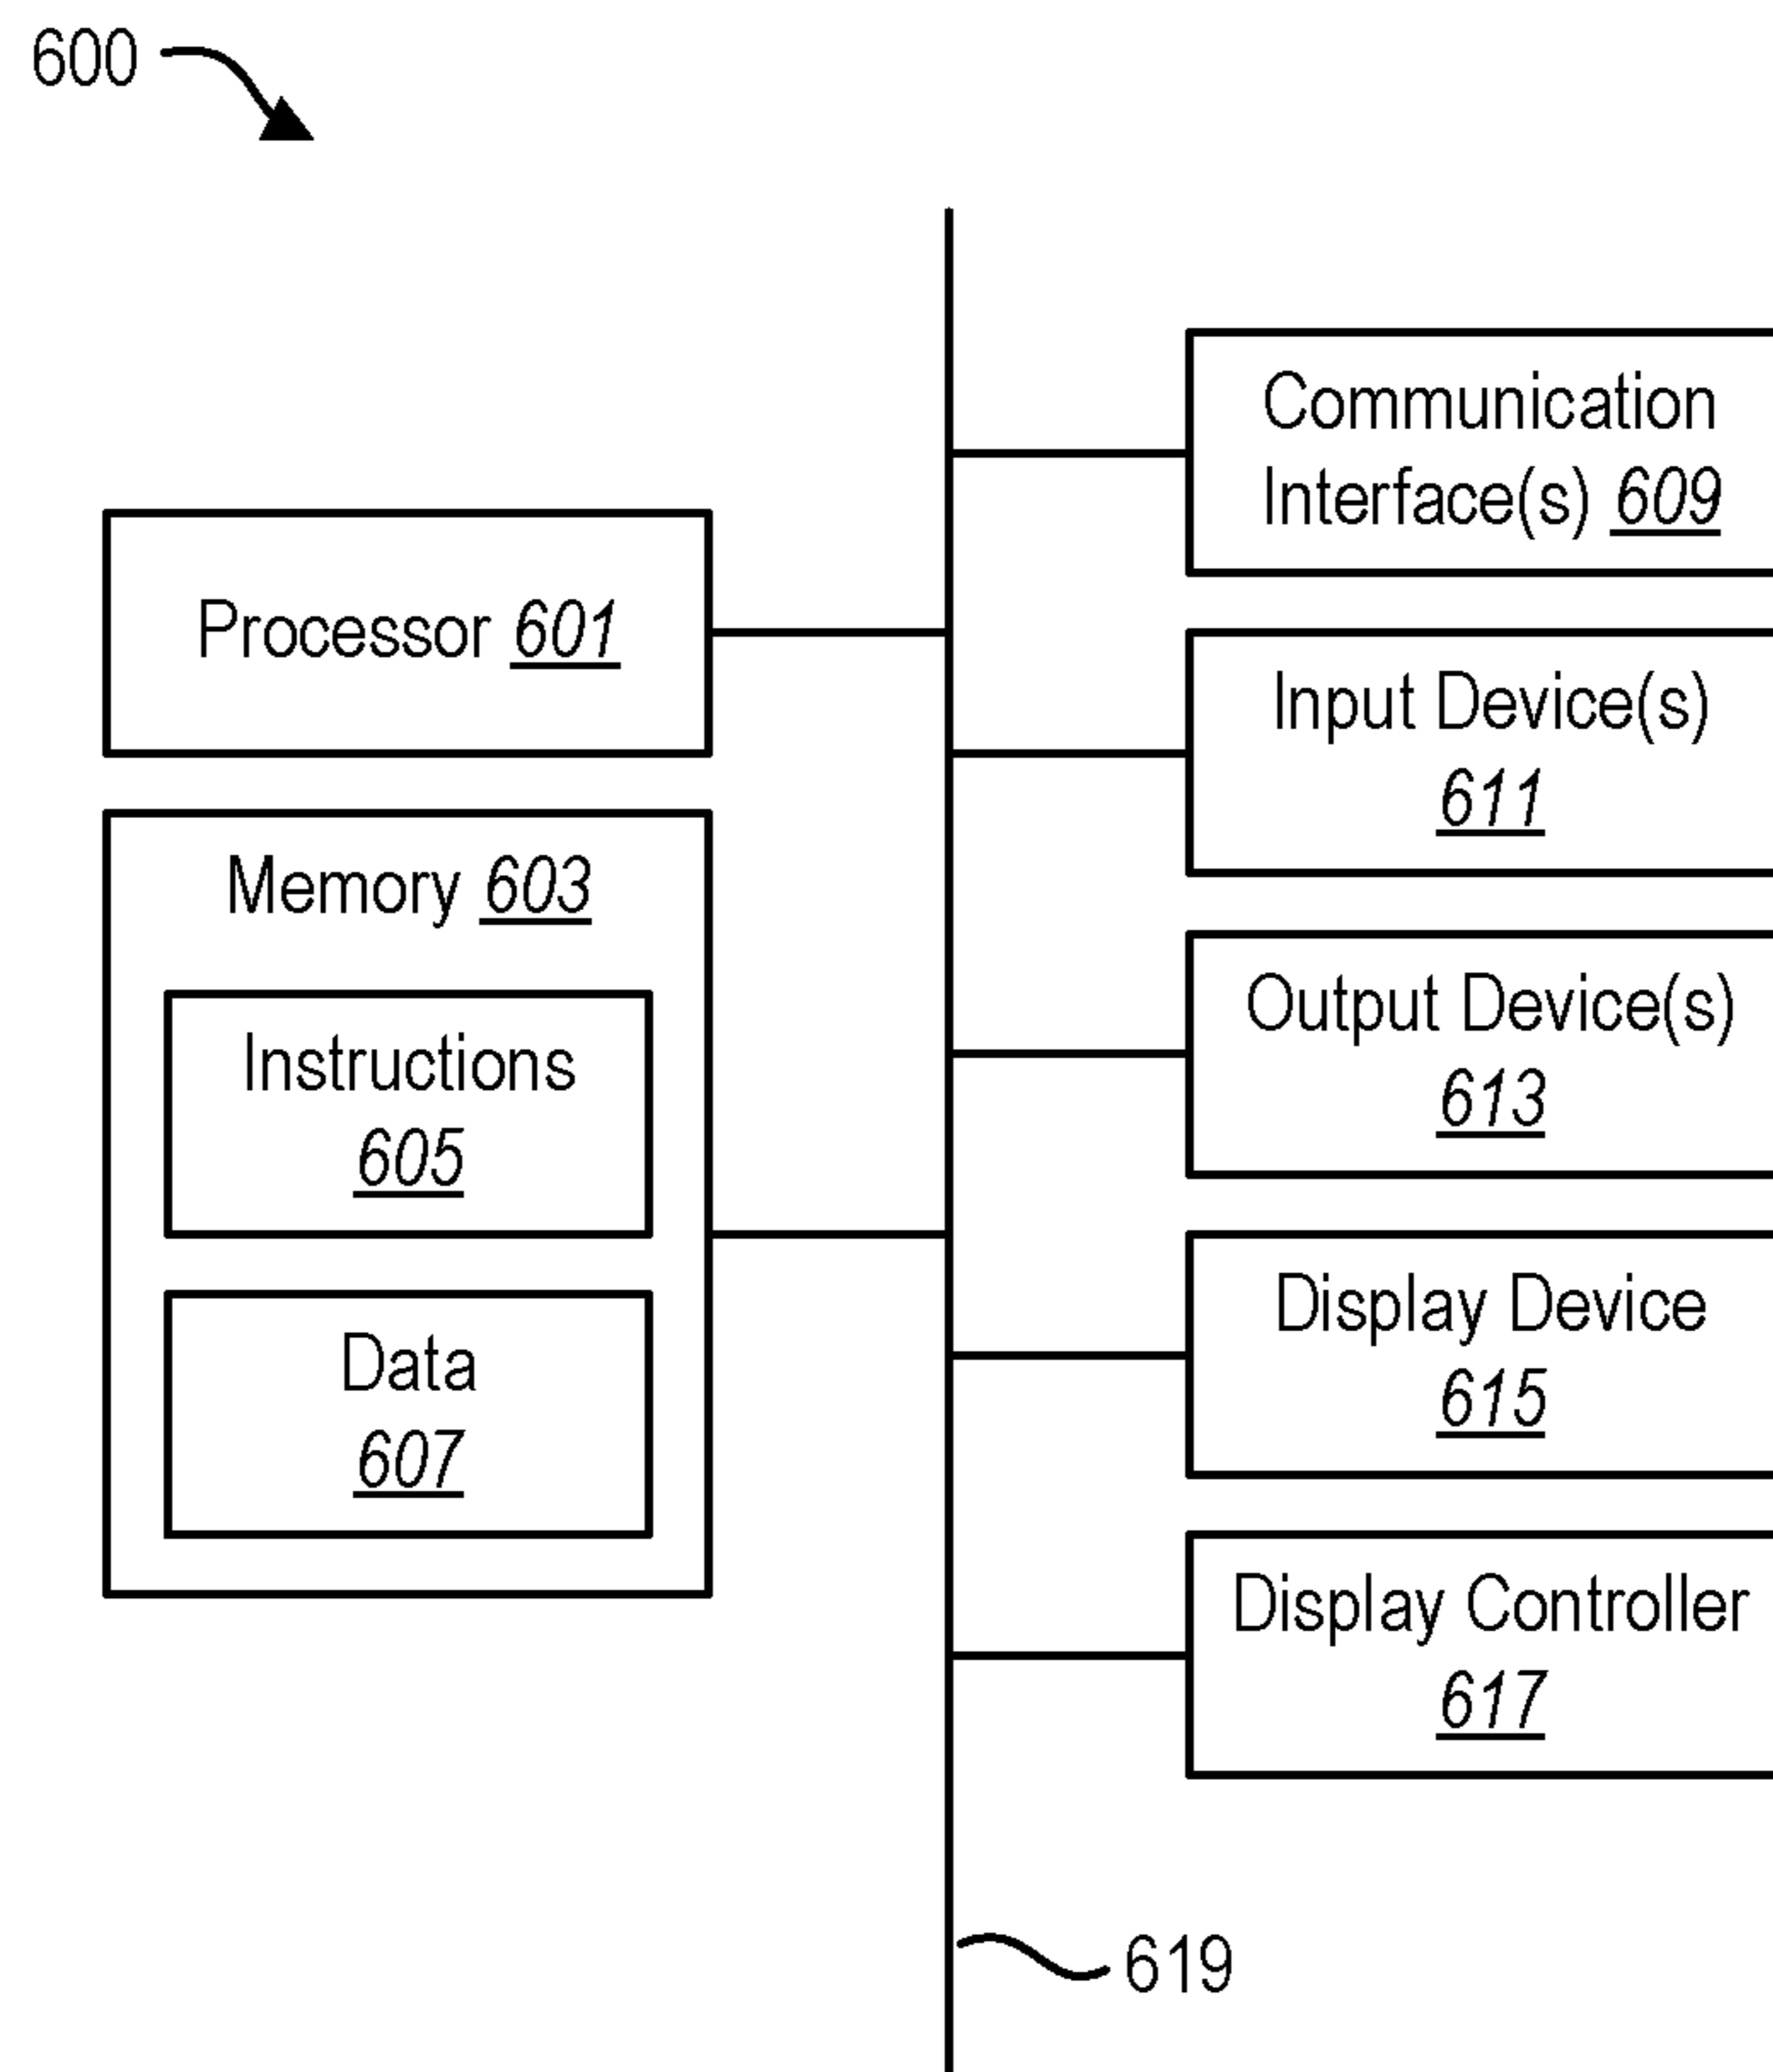 600
Communication
Interface(s) 609
Processor 601
Input Device(s)
611
Memory 603
Instructions
605
Data
607
Output Device(s)
613
Display Device
615
Display Controller
617
619